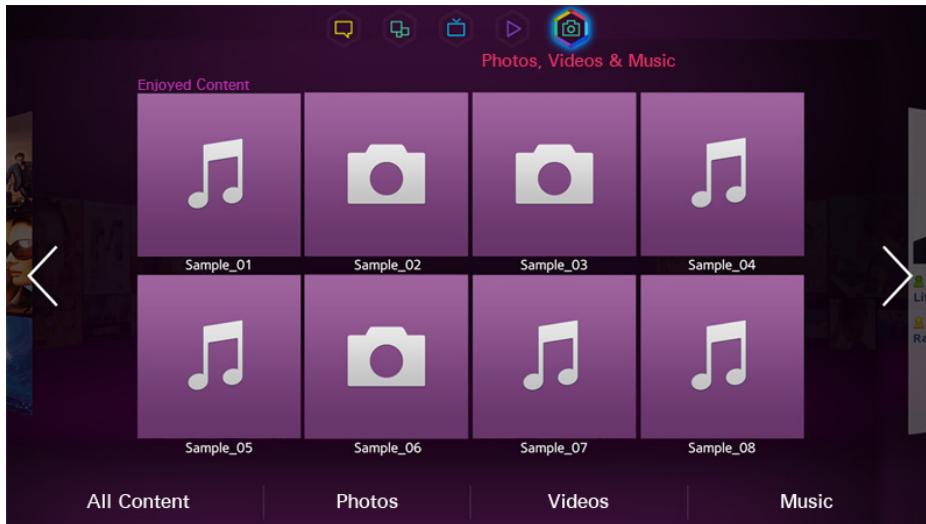 Photos, Videos & Music
Enjoyed Content
Sample_01 Sample_02 Sample_03 Sample_04
Sample_05 Sample_06 Sample_07 Sample_08
All Content Photos Videos Music